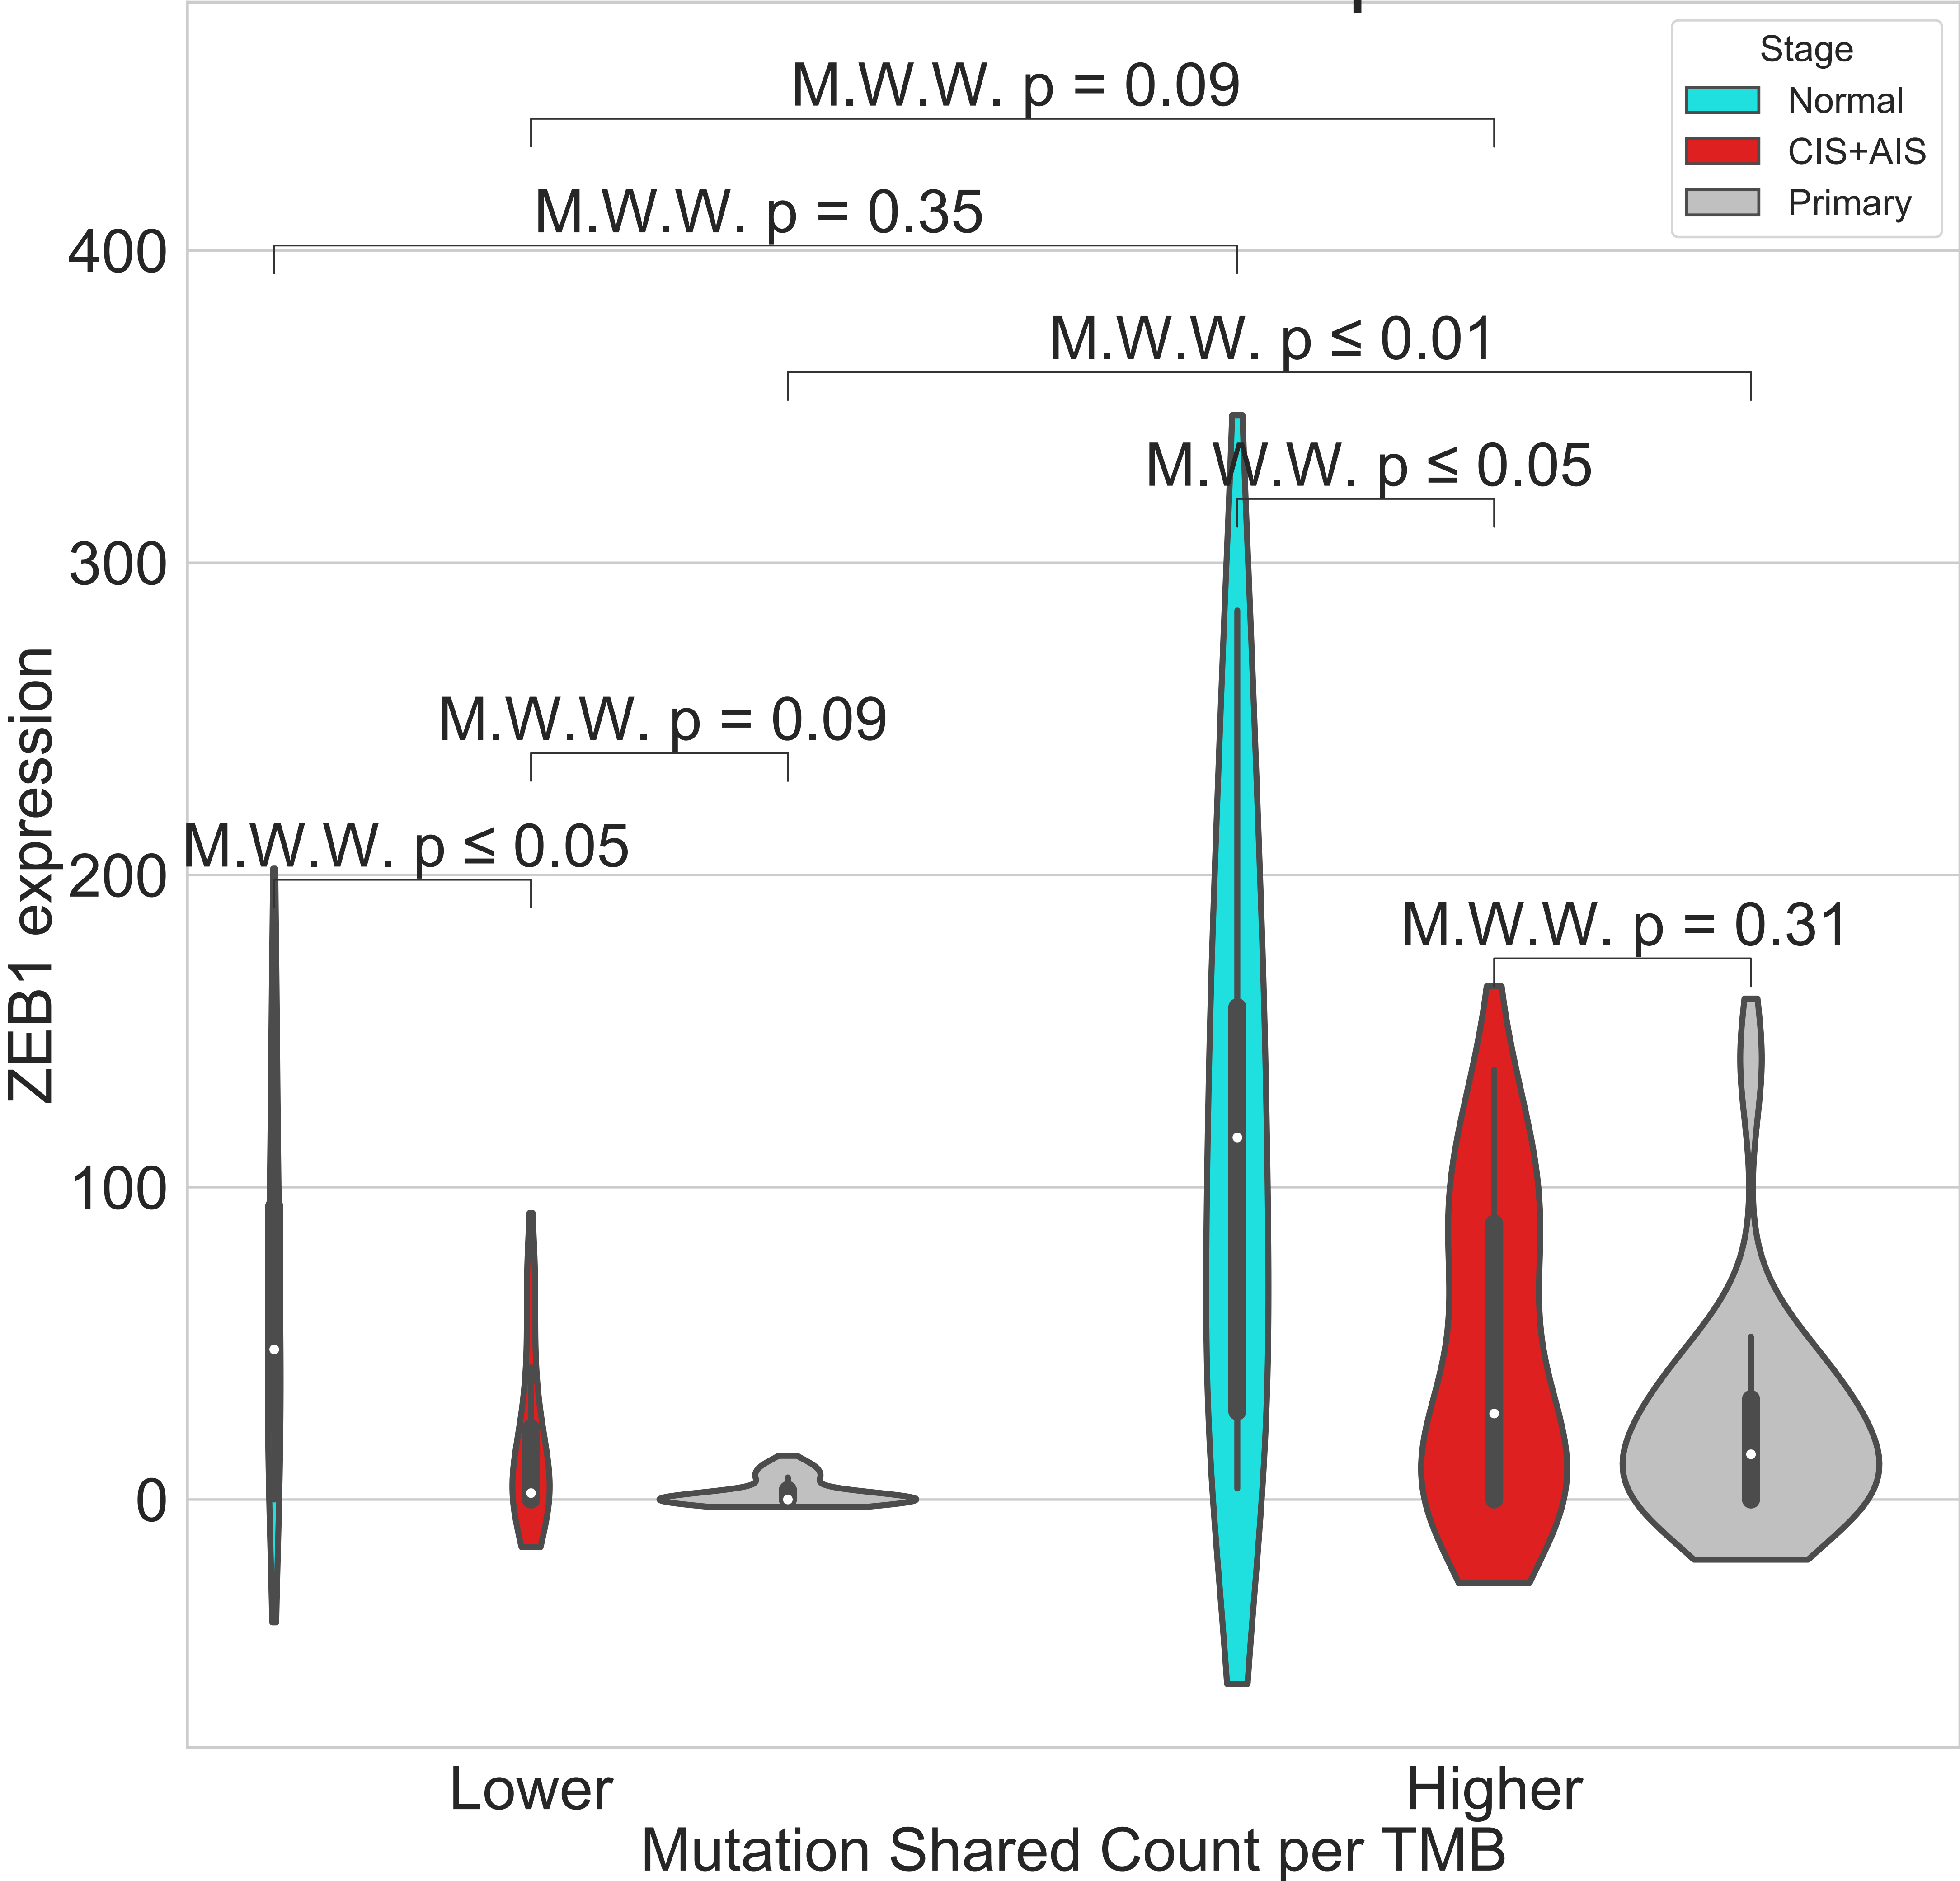 Stage
Normal
CIS+AIS
Primary
M.W.W. p = 0.09
M.W.W. p = 0.35
M.W.W. p ≤ 0.01
M.W.W. p ≤ 0.05
M.W.W. p = 0.09
M.W.W. p ≤ 0.05
M.W.W. p = 0.31
400
300
200
100
0
ZEB1 expression
Lower
Higher
Mutation Shared Count per TMB